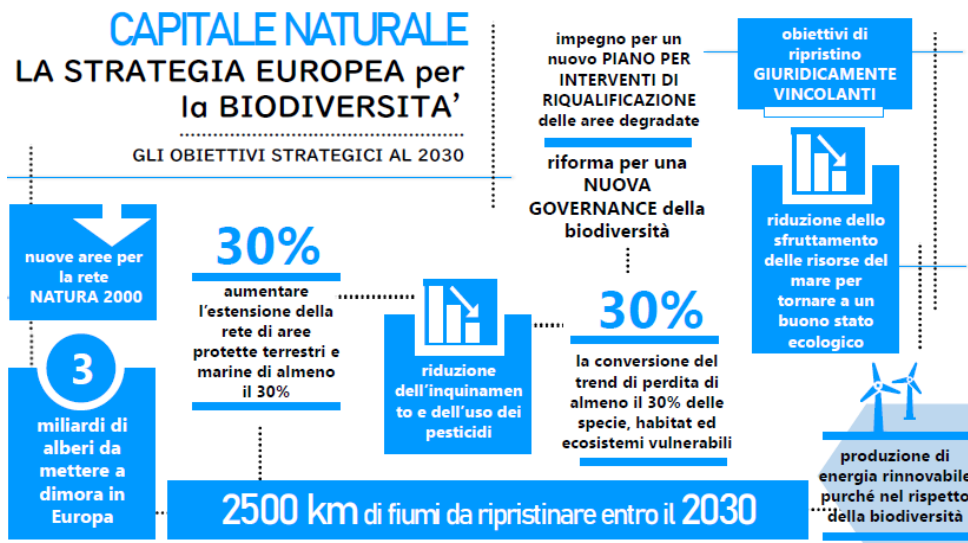 CAPITALE NATURALE
LA STRATEGIA EUROPEA per
la BIODIVERSITA’
GLI OBIETTIVI STRATEGICI AL 2030
nuove aree per
la rete
NATURA 2000
3
miliardi di
alberi da
mettere a
dimora in
Europa
30%
aumentare
l’estensione della
rete di aree
protette terrestri e
marine di almeno
il 30%
riduzione
dell’inquinamen
to e dell’uso dei
pesticidi
impegno per un
nuovo PIANO PER
INTERVENTI DI
RIQUALIFICAZIONE
delle aree degradate
riforma per una
NUOVA
GOVERNANCE della
biodiversità
30%
la conversione del
trend di perdita di
almeno il 30% delle
specie, habitat ed
ecosistemi vulnerabili
obiettivi di
ripristino
GIURIDICAMENTE
VINCOLANTI
riduzione dello
sfruttamento
delle risorse del
mare per
tornare a un
buono stato
ecologico
produzione di
energia rinnovabile
purché nel rispetto
della biodiversità
2500 km di fiumi da ripristinare entro il 2030